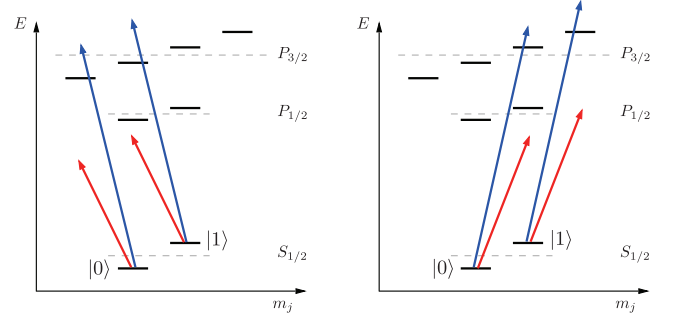 E
P3/2
P1/2
|1⟩
S1/2
|0⟩
mj
E
P3/2
P1/2
|1⟩
S1/2
|0⟩
mj